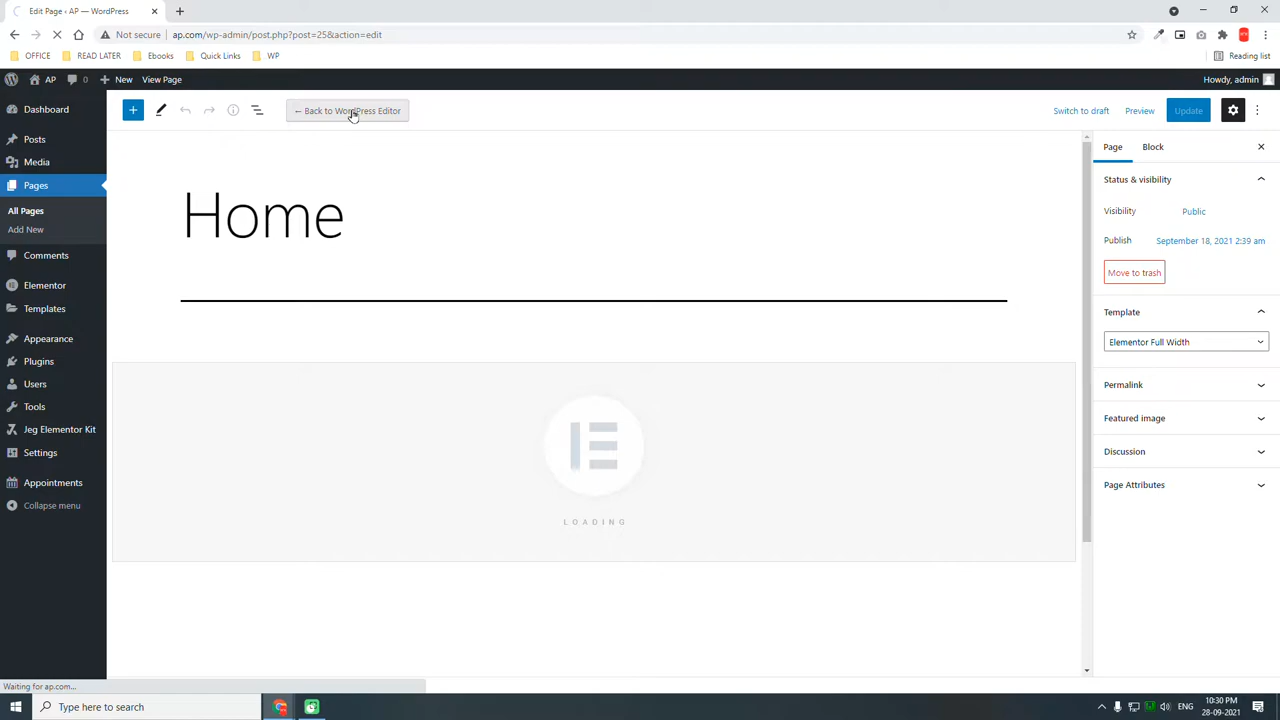 Edit Page ‹ AP — WordPress
Not secure
ap.com/wp-admin/post.php?post=25&action=edit
OFFICE
READ LATER
Ebooks
Quick Links
WP
Reading list
AP
0
New
View Page
Howdy, admin
Dashboard
Posts
Media
Pages
All Pages
Add New
Comments
Elementor
Templates
Appearance
Plugins
Users
Tools
Jeg Elementor Kit
Settings
Appointments
Collapse menu
← Back to WordPress Editor
Switch to draft
Preview
Update
Home
LOADING
Page
Block
Status & visibility
Visibility
Public
Publish
September 18, 2021 2:39 am
Move to trash
Template
Elementor Full Width
Permalink
Featured image
Discussion
Page Attributes
Waiting for ap.com...
Type here to search
ENG
10:30 PM
28-09-2021